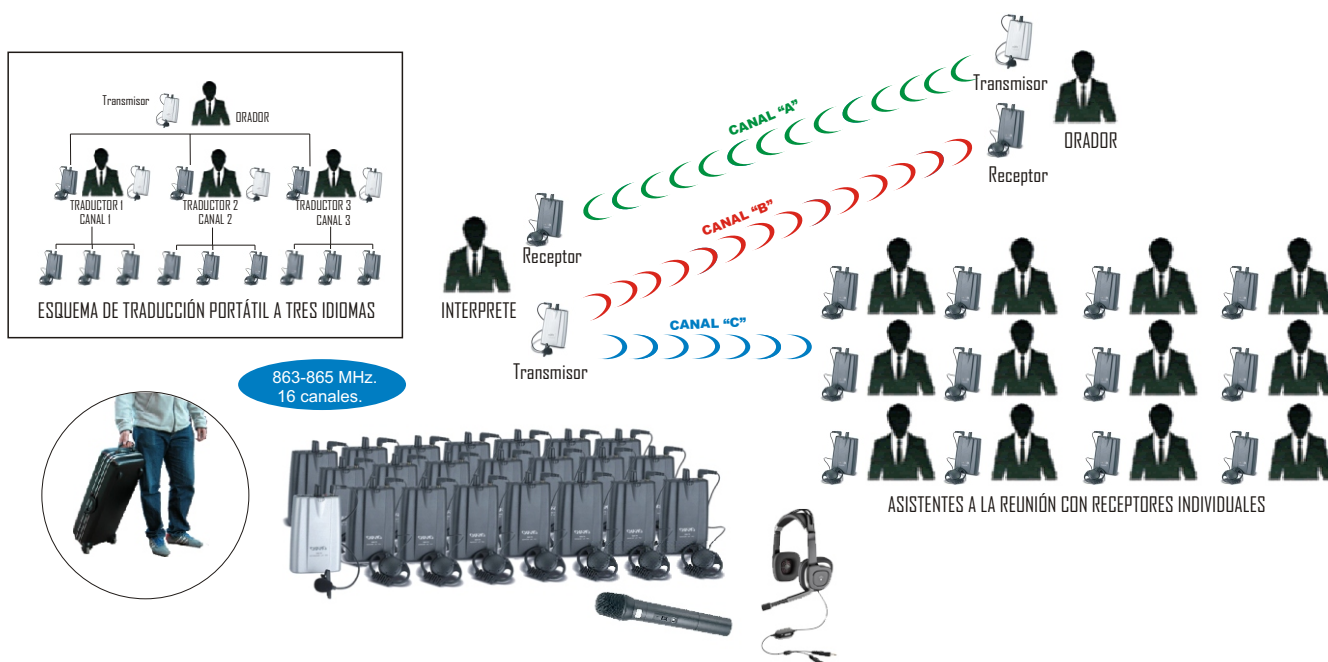 Transmisor
ORADOR
TRADUCTOR 1
CANAL 1
TRADUCTOR 2
CANAL 2
TRADUCTOR 3
CANAL 3
ESQUEMA DE TRADUCCIÓN PORTÁTIL A TRES IDIOMAS
CANAL "A"
Transmisor
ORADOR
Receptor
CANAL "B"
Receptor
INTERPRETE
CANAL "C"
Transmisor
863-865 MHz.
16 canales.
ASISTENTES A LA REUNIÓN CON RECEPTORES INDIVIDUALES